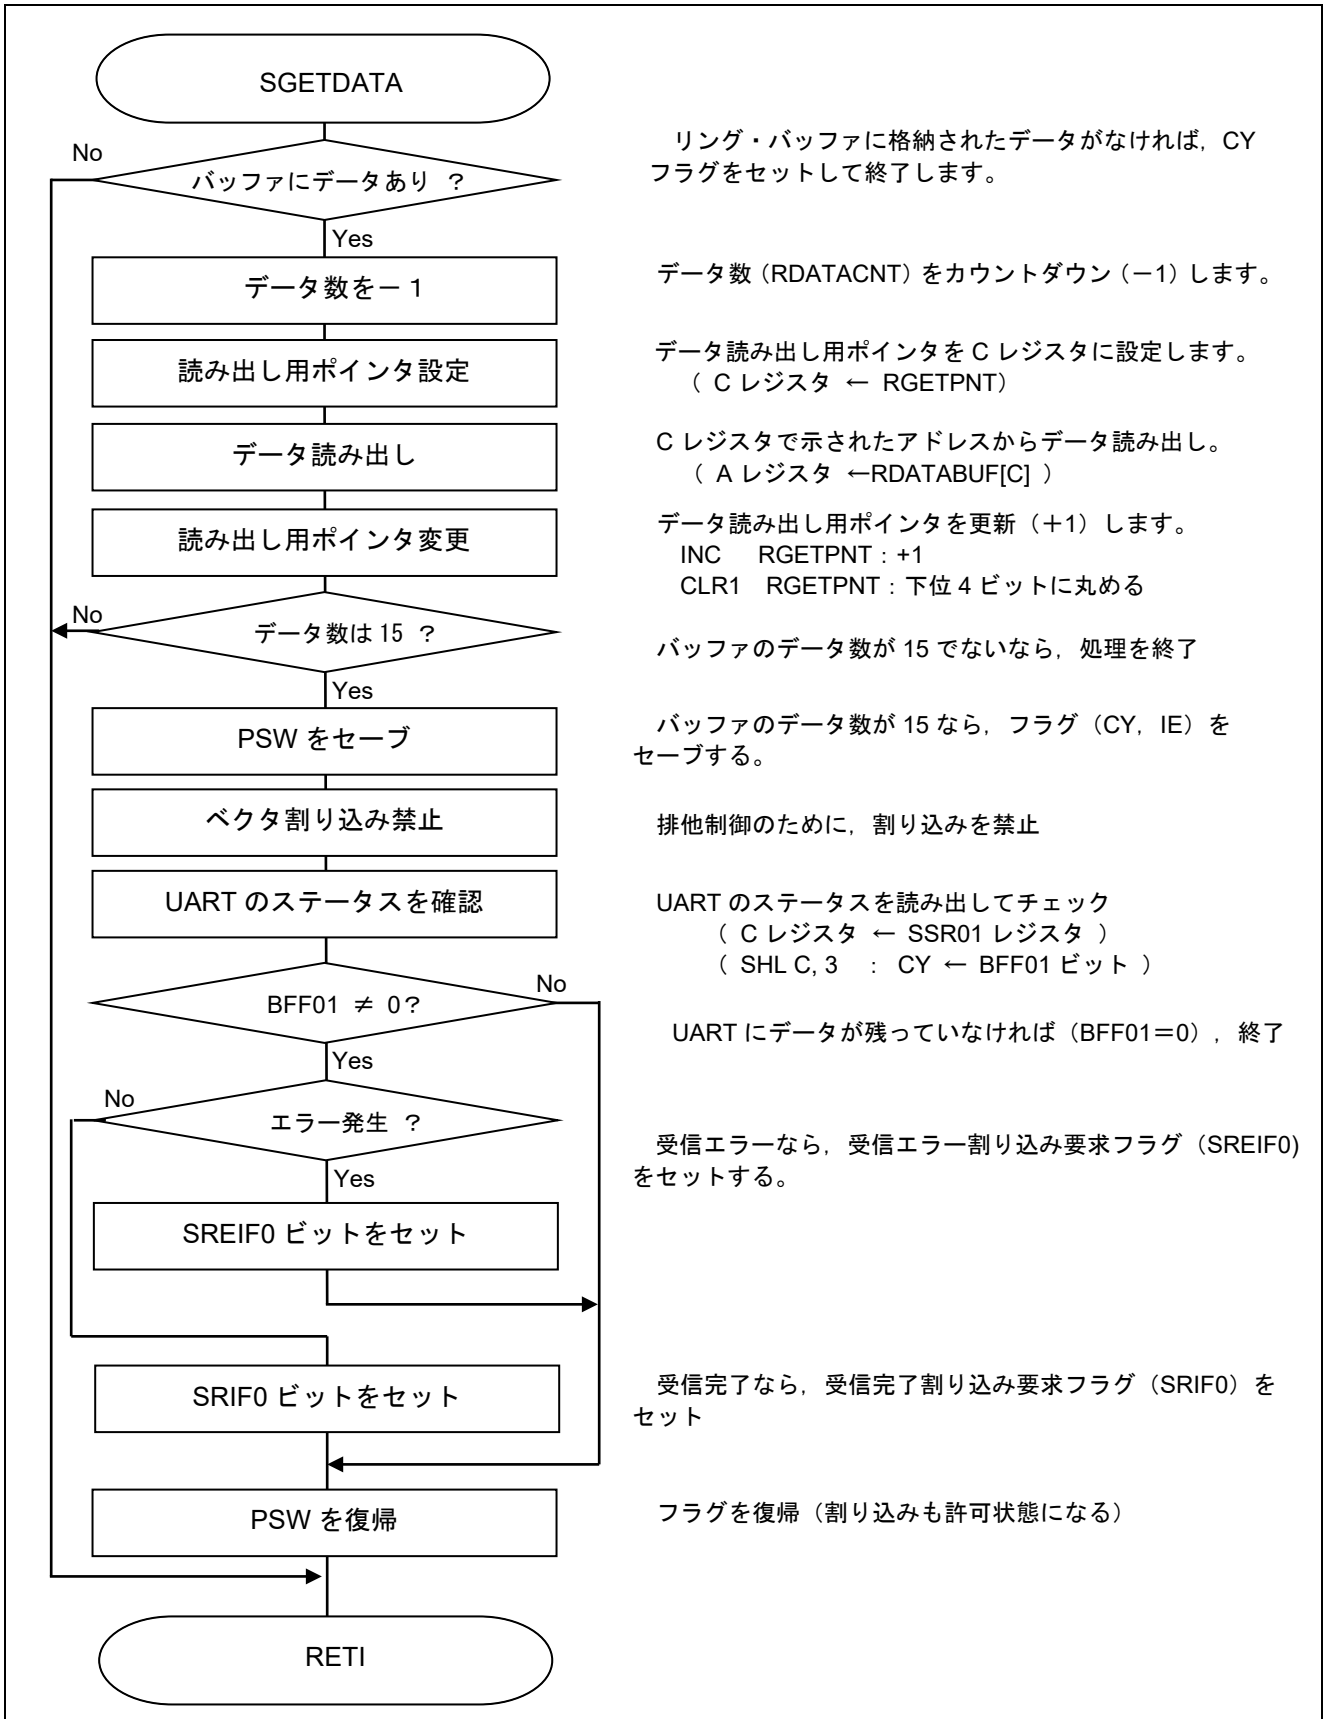 SGETDATA
リング・バッファに格納されたデータがなければ，CY
フラグをセットして終了します。
No
バッファにデータあり ？
Yes
データ数を－１
データ数（RDATACNT）をカウントダウン（－1）します。
読み出し用ポインタ設定
データ読み出し用ポインタを C レジスタに設定します。
（ C レジスタ ← RGETPNT）
データ読み出し
C レジスタで示されたアドレスからデータ読み出し。
（ A レジスタ ←RDATABUF[C] ）
読み出し用ポインタ変更
データ読み出し用ポインタを更新（＋1）します。
INC RGETPNT：+1
CLR1 RGETPNT：下位 4 ビットに丸める
No
データ数は 15 ？
バッファのデータ数が 15 でないなら，処理を終了
Yes
PSW をセーブ
バッファのデータ数が 15 なら，フラグ（CY，IE）を
セーブする。
ベクタ割り込み禁止
排他制御のために，割り込みを禁止
UART のステータスを確認
UART のステータスを読み出してチェック
（ C レジスタ ← SSR01 レジスタ ）
（ SHL C, 3 ： CY ← BFF01 ビット ）
No
BFF01 ≠ 0？
UART にデータが残っていなければ（BFF01＝0），終了
Yes
No
エラー発生 ？
受信エラーなら，受信エラー割り込み要求フラグ（SREIF0)
をセットする。
Yes
SREIF0 ビットをセット
SRIF0 ビットをセット
受信完了なら，受信完了割り込み要求フラグ（SRIF0）を
セット
PSW を復帰
フラグを復帰（割り込みも許可状態になる）
RETI